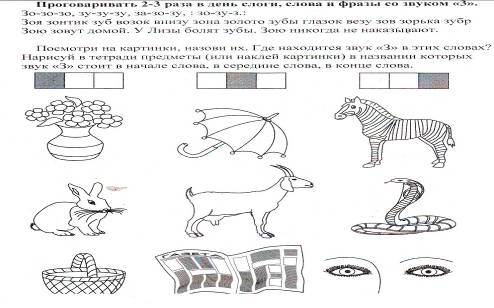 Проговаривать 2-3 раза в день слоги, слова и фразы со звуком «З».
Зо-зо-зо, зу-зу-зу, за-зо-зу, : зо-зу-з.:
Зоя зонтик зуб возок внизу зона золото зубы глазок везу зов зорька зубр
Зою зовут домой. У Лизы болят зубы. Зою никогда не наказывают.
Посмотри на картинки, назови их. Где находится звук «З» в этих словах?
Нарисуй в тетради предметы (или наклей картинки) в названии которых
звук «З» стоит в начале слова, в середине слова, в конце слова.